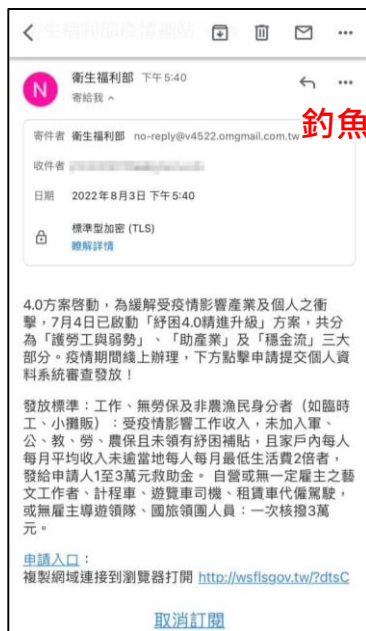 衛生福利部 下午5:40
N
寄給我
釣魚
寄件者 衛生福利部 no-reply@v4522.omgmail.com.tw
收件者
日期 2022年8月3日 下午5:40
標準型加密 (TLS)
瞭解詳情
4.0方案啓動，為緩解受疫情影響產業及個人之衝
擊，7月4日已啟動「紓困4.0精進升級」方案，共分
為「護勞工與弱勢、「助產業」及「穩金流」三大
部分。疫情期間綫上辦理，下方點擊申請提交個人資
料系統審查發放！
發放標準：工作、無勞保及非農漁民身分者（如臨時
工、小攤販）：受疫情影響工作收入，未加入軍、
公、教、勞、農保且未領有紓困補貼，且家戶內每人
每月平均收入未逾當地每人每月最低生活費2倍者，
發給申請人1至3萬元救助金。 自營或無一定雇主之藝
文工作者、計程車、遊覽車司機、租賃車代僱駕駛，
或無雇主導遊領隊、國旅領團人員：一次核撥3萬
元。
申請入口：
複製網域連接到瀏覽器打開 http://wsflsgov.tw/?dtsC
取消訂閱